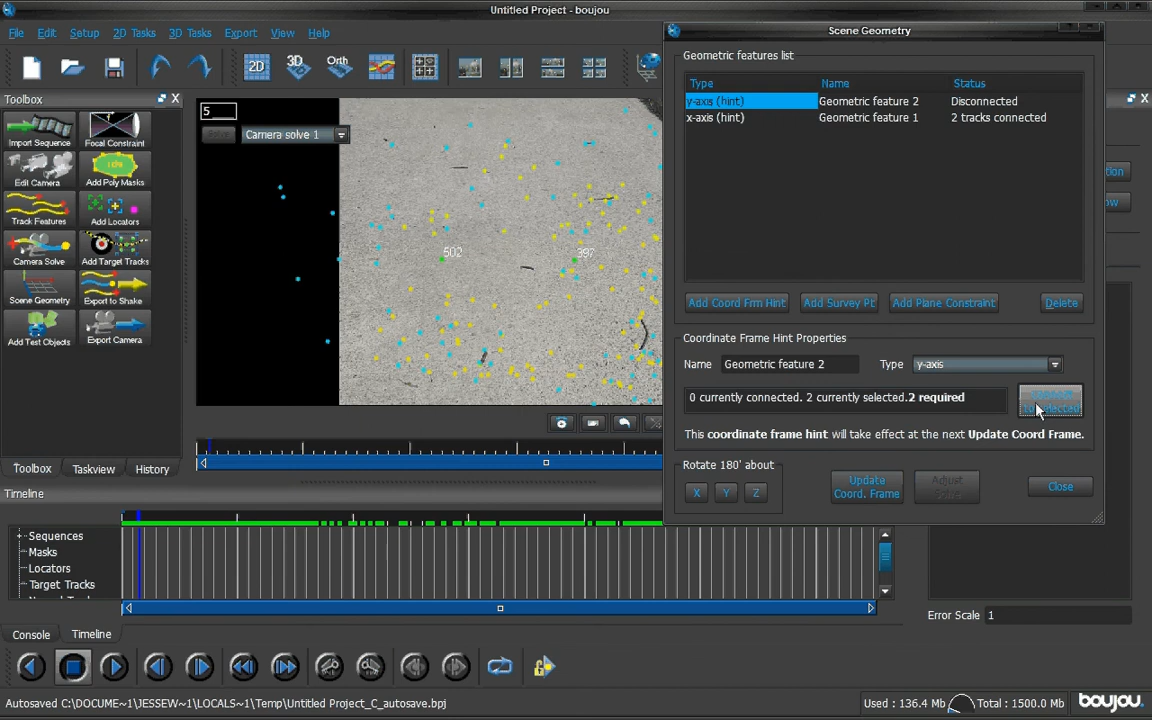 Untitled Project - boujou
File Edit Setup 2D Tasks 3D Tasks Export View Help
2D 3D Orth
Toolbox
Import Sequence Focal Constraint
Edit Camera Add Poly Masks
Track Features Add Locators
Camera Solve Add Target Tracks
Scene Geometry Export to Shake
Add Test Objects Export Camera
Toolbox Taskview History
5
Solve Camera solve 1
502 397
Scene Geometry
Geometric features list
Type Name Status
y-axis (hint) Geometric feature 2 Disconnected
x-axis (hint) Geometric feature 1 2 tracks connected
Add Coord Frm Hint Add Survey Pt Add Plane Constraint Delete
Coordinate Frame Hint Properties
Name Geometric feature 2 Type y-axis
0 currently connected. 2 currently selected.2 required
to selected
This coordinate frame hint will take effect at the next Update Coord Frame.
Rotate 180' about
X Y Z
Update Coord. Frame
Adjust
Close
Timeline
Sequences
Masks
Locators
Target Tracks
Error Scale 1
Console Timeline
Autosaved C:\DOCUME~1\JESSEW~1\LOCALS~1\Temp\Untitled Project_C_autosave.bpj
Used : 136.4 Mb Total : 1500.0 Mb boujou.